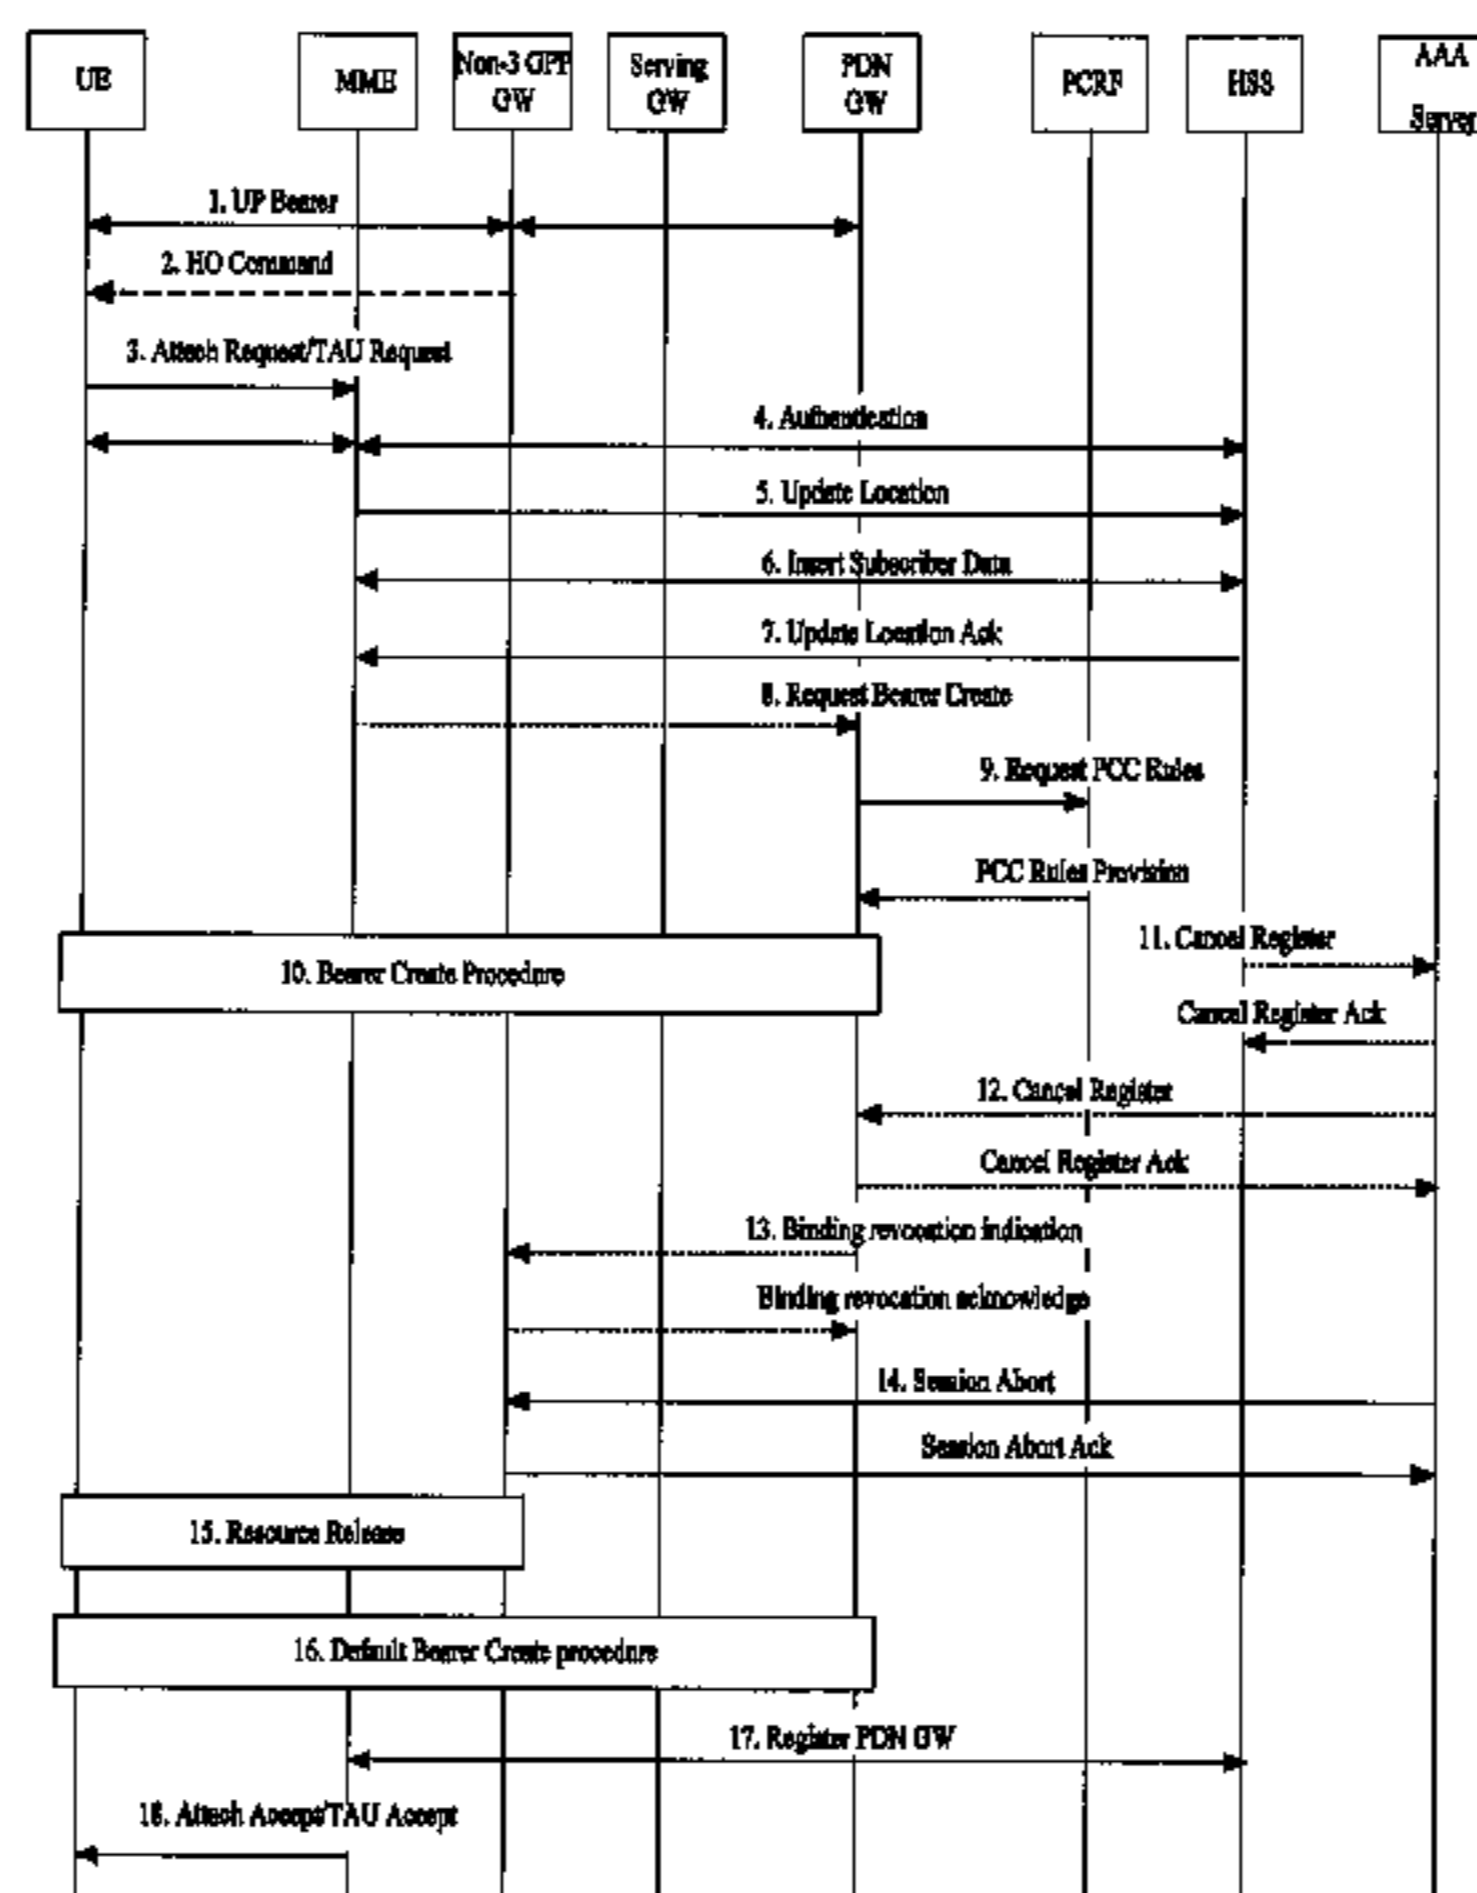 UE
MME
Non-3 GPP
GW
Serving
GW
PDN
GW
PCRF
HSS
AAA
Server
1. UP Bearer
2. HO Command
3. Attach Request/TAU Request
4. Authentication
5. Update Location
6. Insert Subscriber Data
7. Update Location Ack
8. Request Bearer Create
9. Request PCC Rules
PCC Rules Provision
10. Bearer Create Procedure
11. Cancel Register
Cancel Register Ack
12. Cancel Register
Cancel Register Ack
13. Binding revocation indication
Binding revocation acknowledge
14. Session Abort
Session Abort Ack
15. Resource Release
16. Default Bearer Create procedure
17. Register PDN GW
18. Attach Accept/TAU Accept